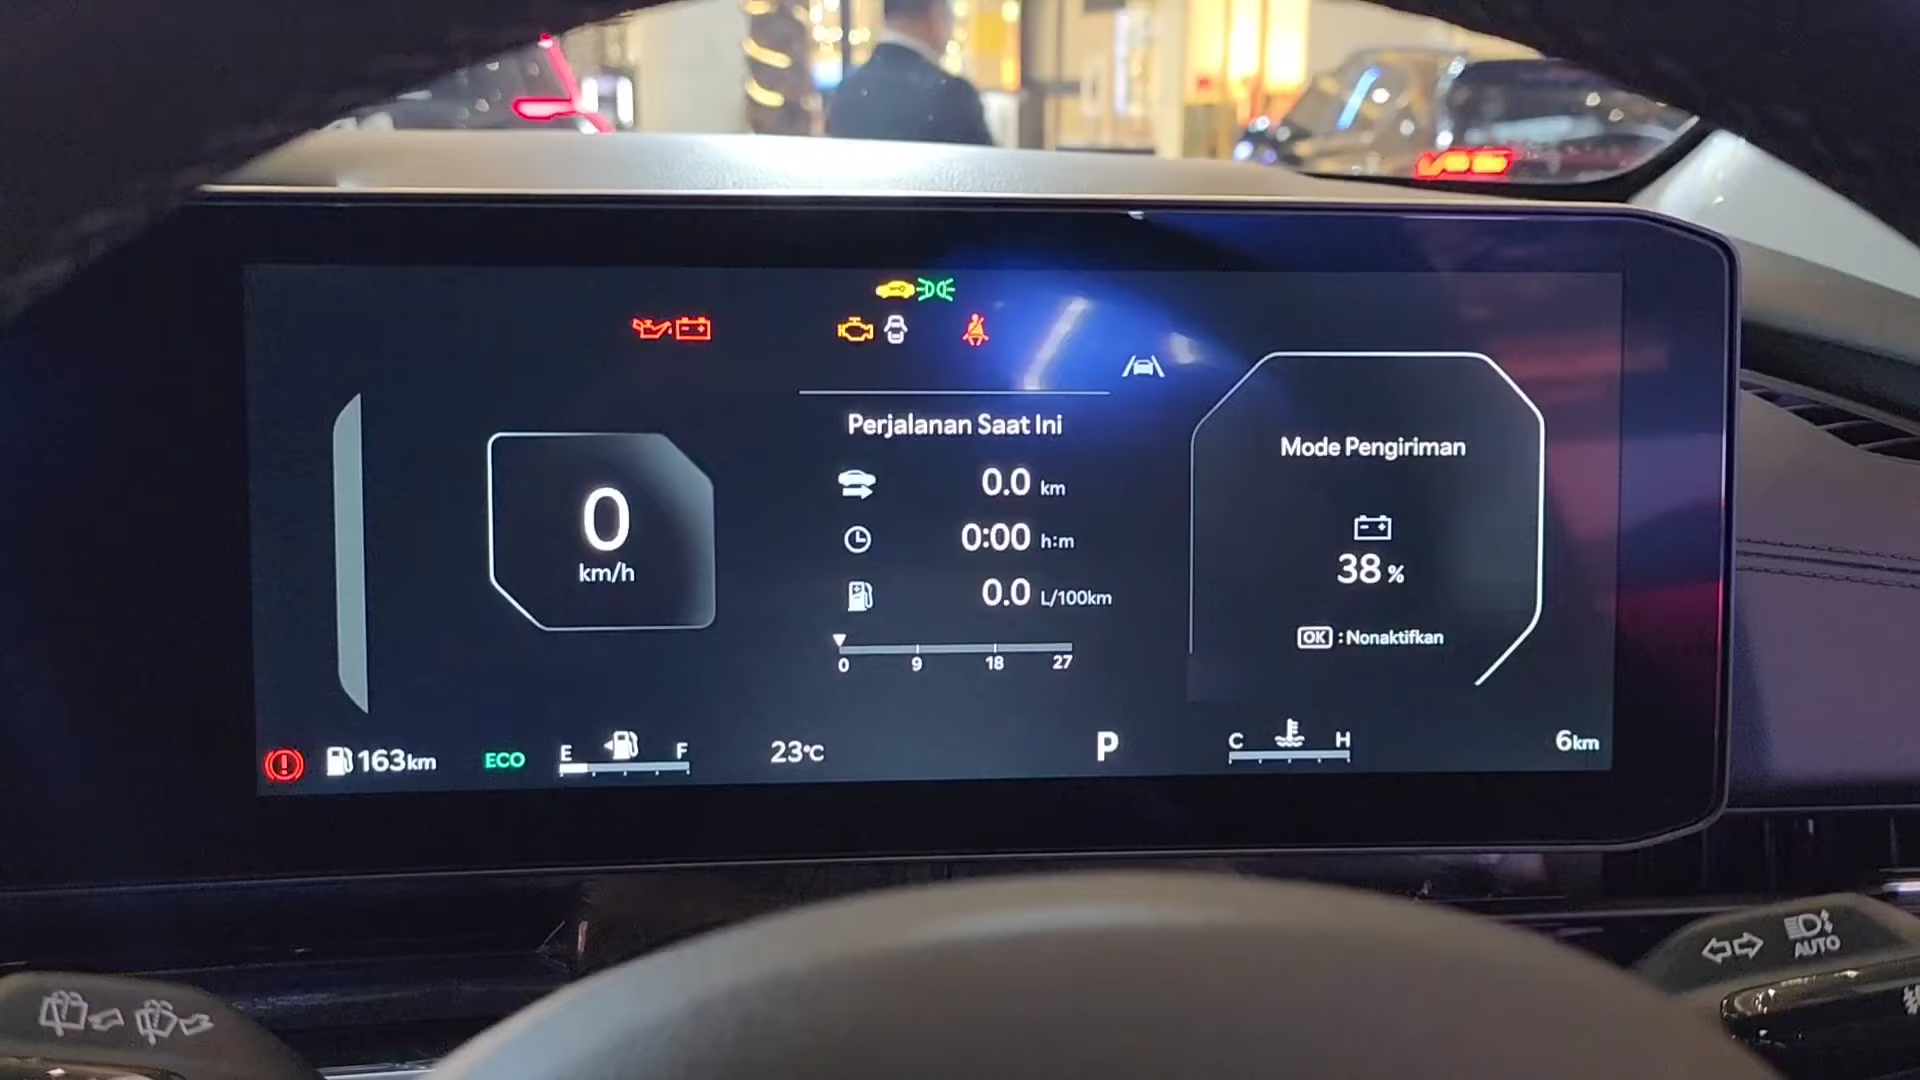 Perjalanan Saat Ini
0.0 km
0:00 h:m
0.0 L/100km
0 9 18 27
0
km/h
Mode Pengiriman
38 %
OK : Nonaktifkan
163km
ECO
E F
23°C
P
C H
6km
AUTO